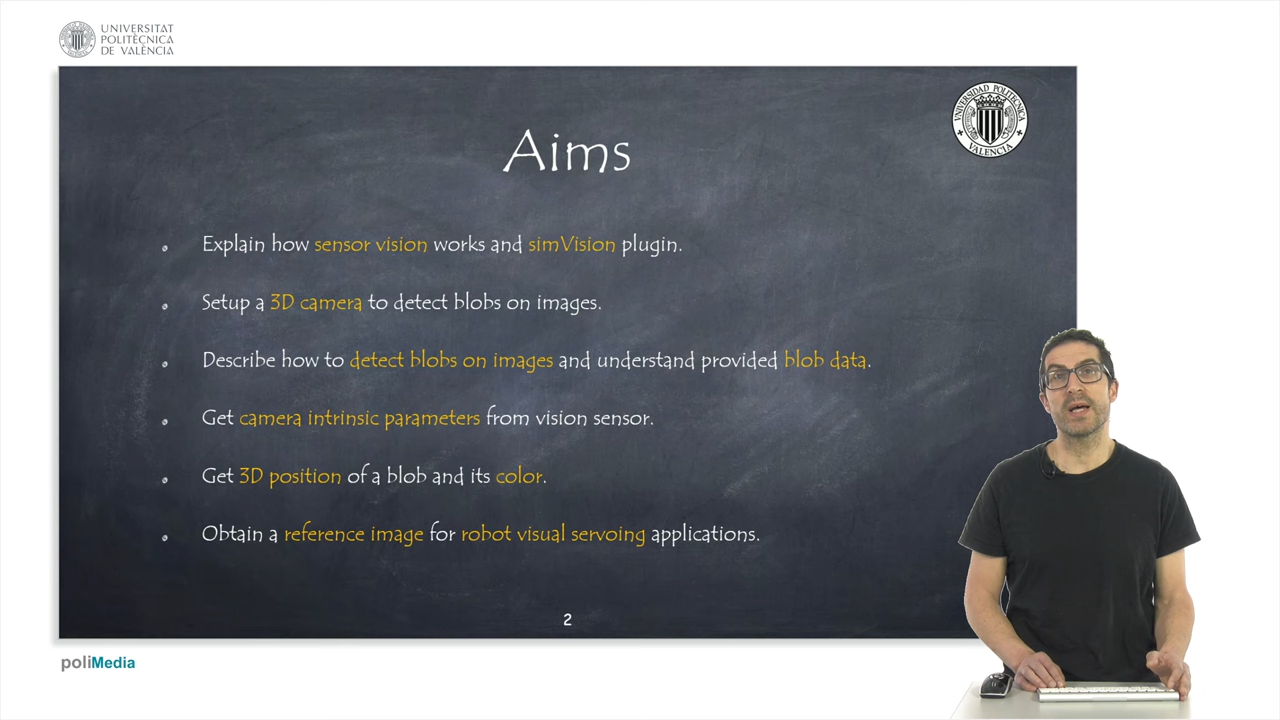 UNIVERSITAT
POLITÈCNICA
DE VALÈNCIA
UNIVERSIDAD POLITECNICA
VALENCIA
Aims
Explain how sensor vision works and simVision plugin.
Setup a 3D camera to detect blobs on images.
Describe how to detect blobs on images and understand provided blob data.
Get camera intrinsic parameters from vision sensor.
Get 3D position of a blob and its color.
Obtain a reference image for robot visual servoing applications.
2
poliMedia